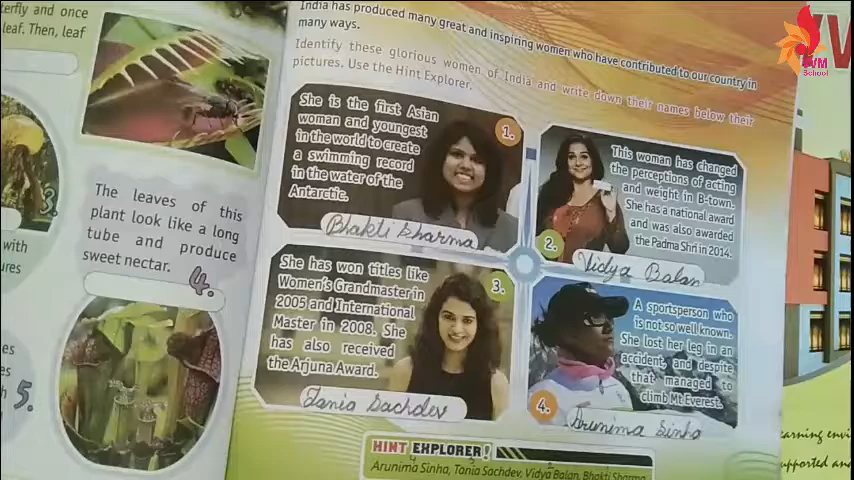 terfly and once
leaf. Then, leaf
3.
with
ures
The leaves of this
plant look like a long
tube and produce
sweet nectar.
4.
5.
India has produced many great and inspiring women who have contributed to our country in
many ways.
Identify these glorious women of India and write down their names below their
pictures. Use the Hint Explorer.
She is the first Asian
woman and youngest
in the world to create
a swimming record
in the water of the
Antarctic.
1.
Bhakti Sharma
This woman has changed
the perceptions of acting
and weight in B-town.
She has a national award
and was also awarded
the Padma Shri in 2014.
2.
Vidya Balan
She has won titles like
Women's Grandmaster in
2005 and International
Master in 2008. She
has also received
the Arjuna Award.
3.
Tania Sachdev
A sportsperson who
is not so well known.
She lost her leg in an
accident, and despite
that managed to
climb Mt. Everest.
4.
Arunima Sinha
HINT EXPLORER!
Arunima Sinha, Tania Sachdev, Vidya Balan, Bhakti Sharma
VM
School
earning envi
upported and